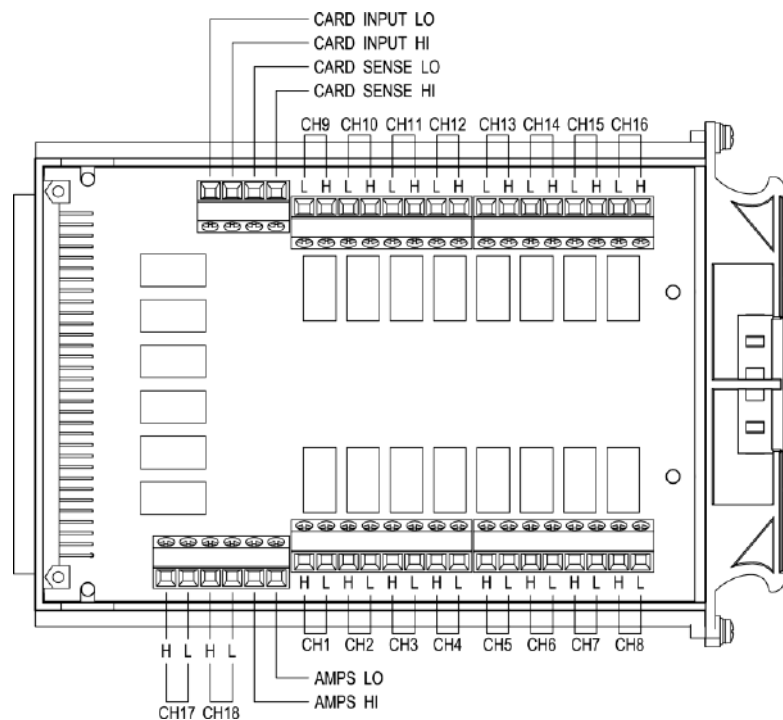 CARD INPUT LO
CARD INPUT HI
CARD SENSE LO
CARD SENSE HI
CH9 CH10 CH11 CH12 CH13 CH14 CH15 CH16
L H L H L H L H L H L H L H L H
H L H L H L H L H L H L H L H L
CH1 CH2 CH3 CH4 CH5 CH6 CH7 CH8
H L H L
AMPS LO
AMPS HI
CH17 CH18